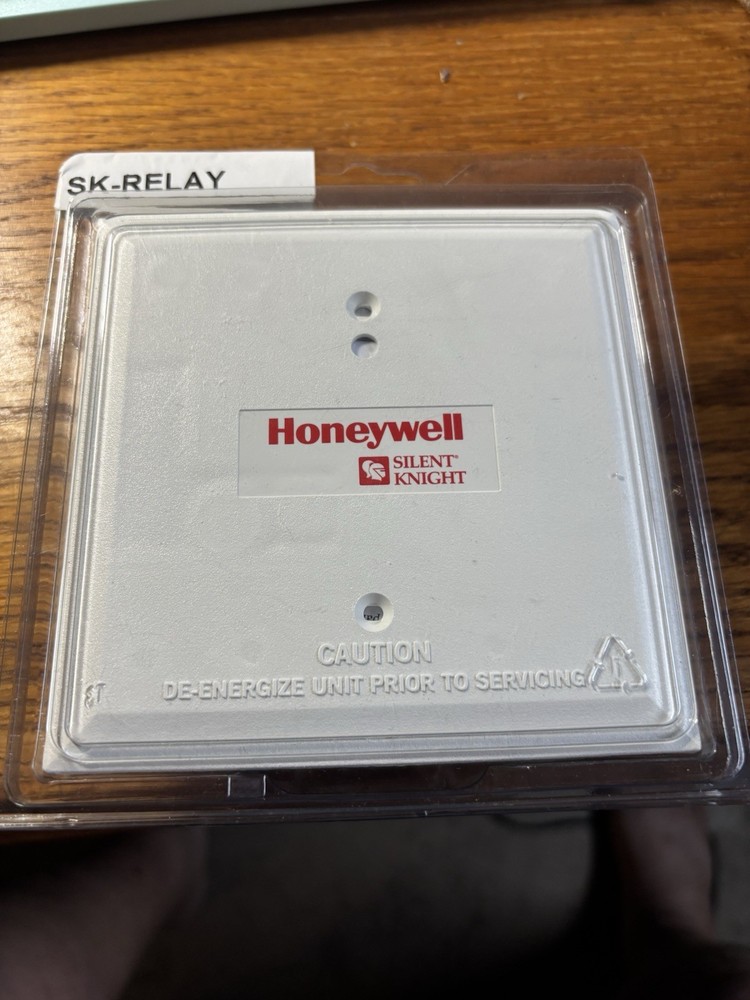 SK-RELAY
Honeywell
SILENT®
KNIGHT
CAUTION
DE-ENERGIZE UNIT PRIOR TO SERVICING